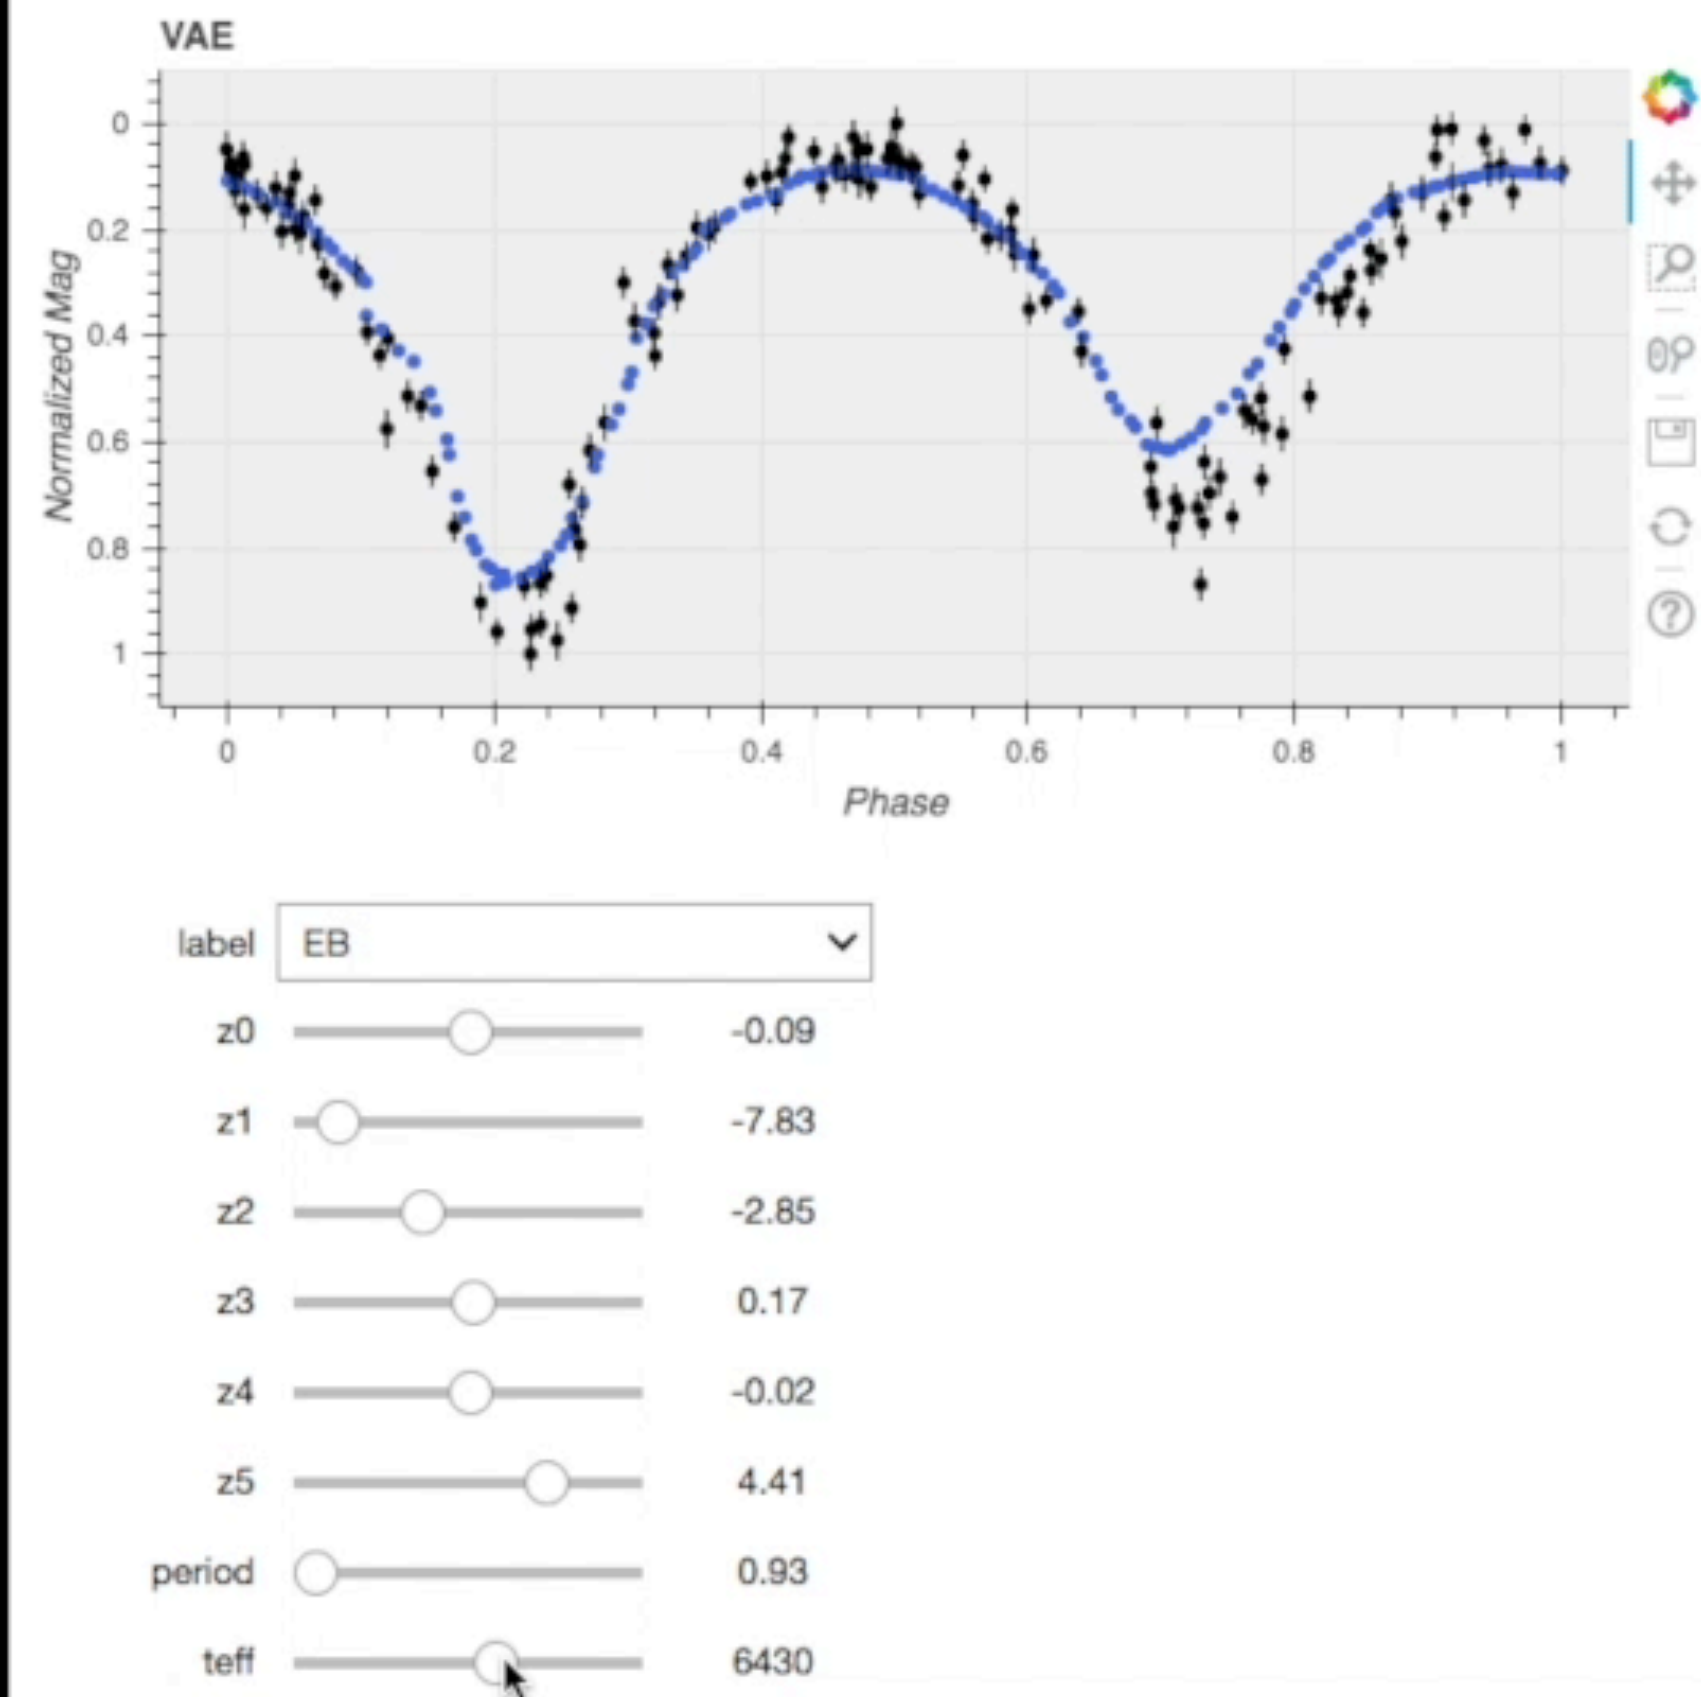 VAE
0
0.2
0.4
0.6
0.8
1
Normalized Mag
0 0.2 0.4 0.6 0.8 1
Phase
label EB
z0 -0.09
z1 -7.83
z2 -2.85
z3 0.17
z4 -0.02
z5 4.41
period 0.93
teff 6430